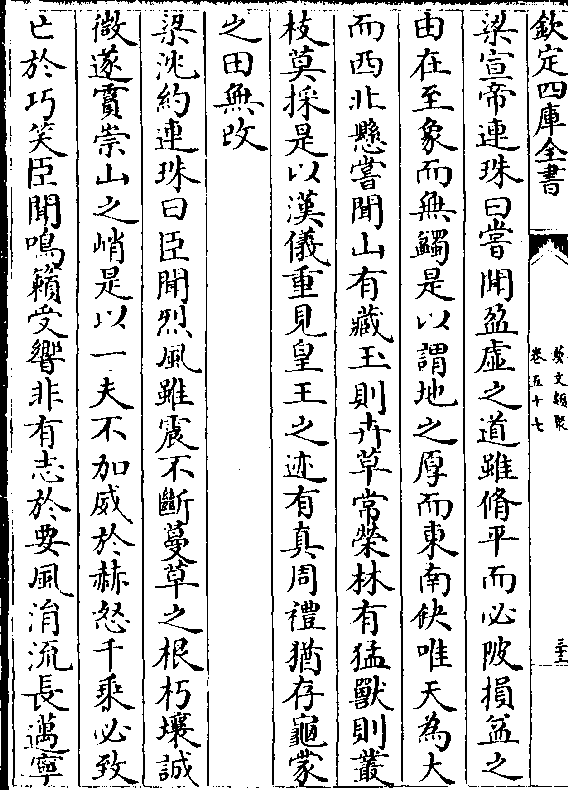 欽定四庫全書
藝文類聚
卷五十七
三十三
梁宣帝連珠曰嘗聞盈虛之道雖脩平而必陂損益之
由在至象而無觸是以謂地之厚而東南缺唯天為大
而西北懸嘗聞山有藏玉則卉草常榮林有猛獸則叢
枝莫採是以漢儀重見皇王之迹有真周禮猶存龜蒙
之田無改
梁沈約連珠曰臣聞烈風雖震不斷蔓草之根朽壤誠
微遂實崇山之峭是以一夫不加威於赫怒千乘必致
亡於巧笑臣聞鳴籟受響非有志於要風涓流長邁寧